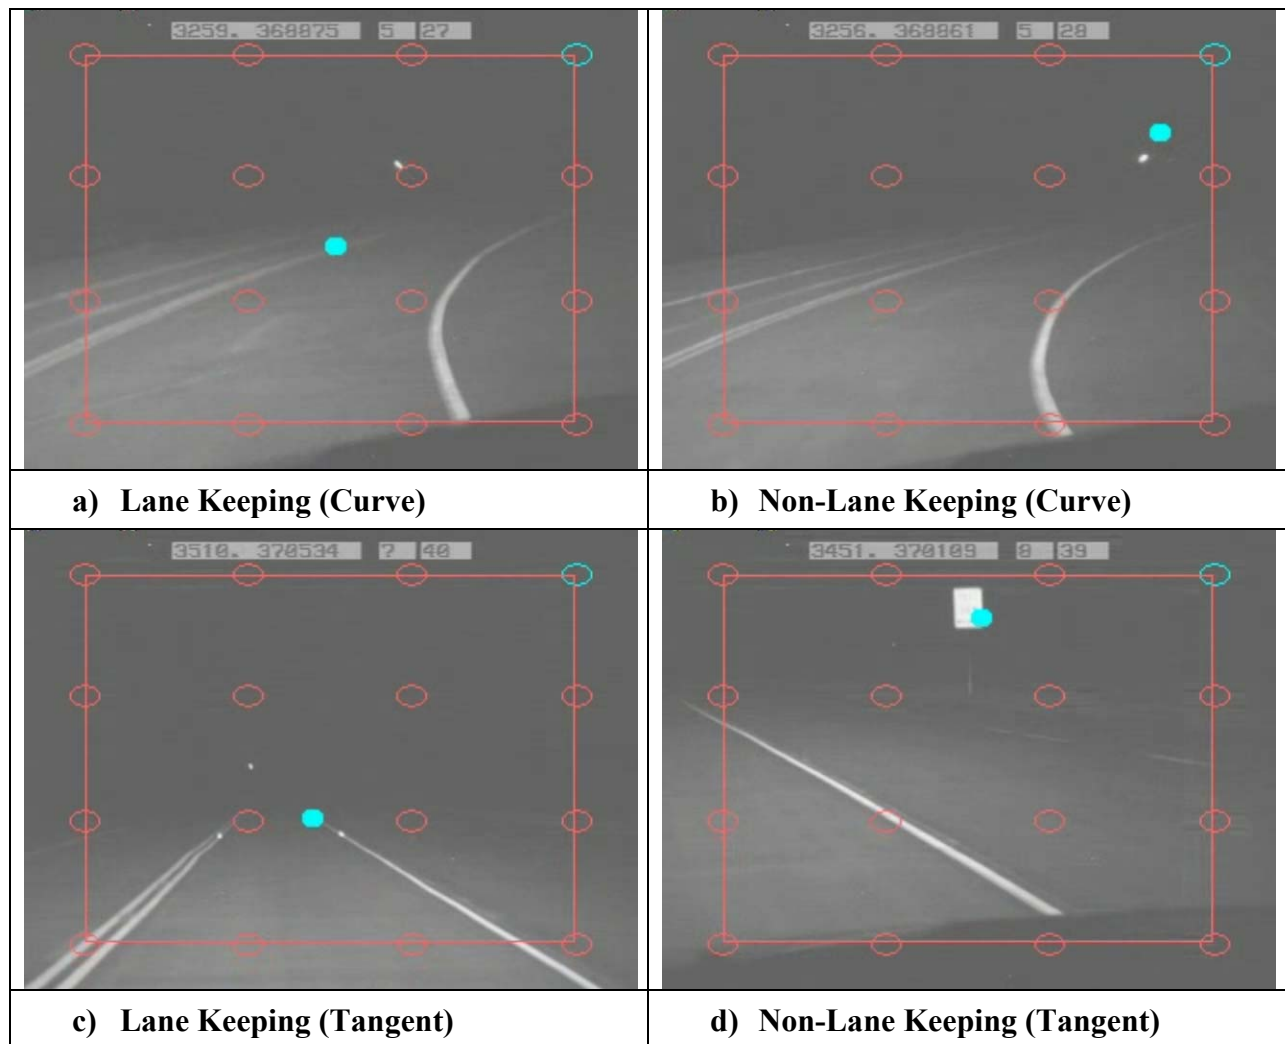 3259. 368875 5 27
3256. 368861 5 28
a) Lane Keeping (Curve)
b) Non-Lane Keeping (Curve)
3510. 370534 7 40
3451. 370109 8 39
c) Lane Keeping (Tangent)
d) Non-Lane Keeping (Tangent)